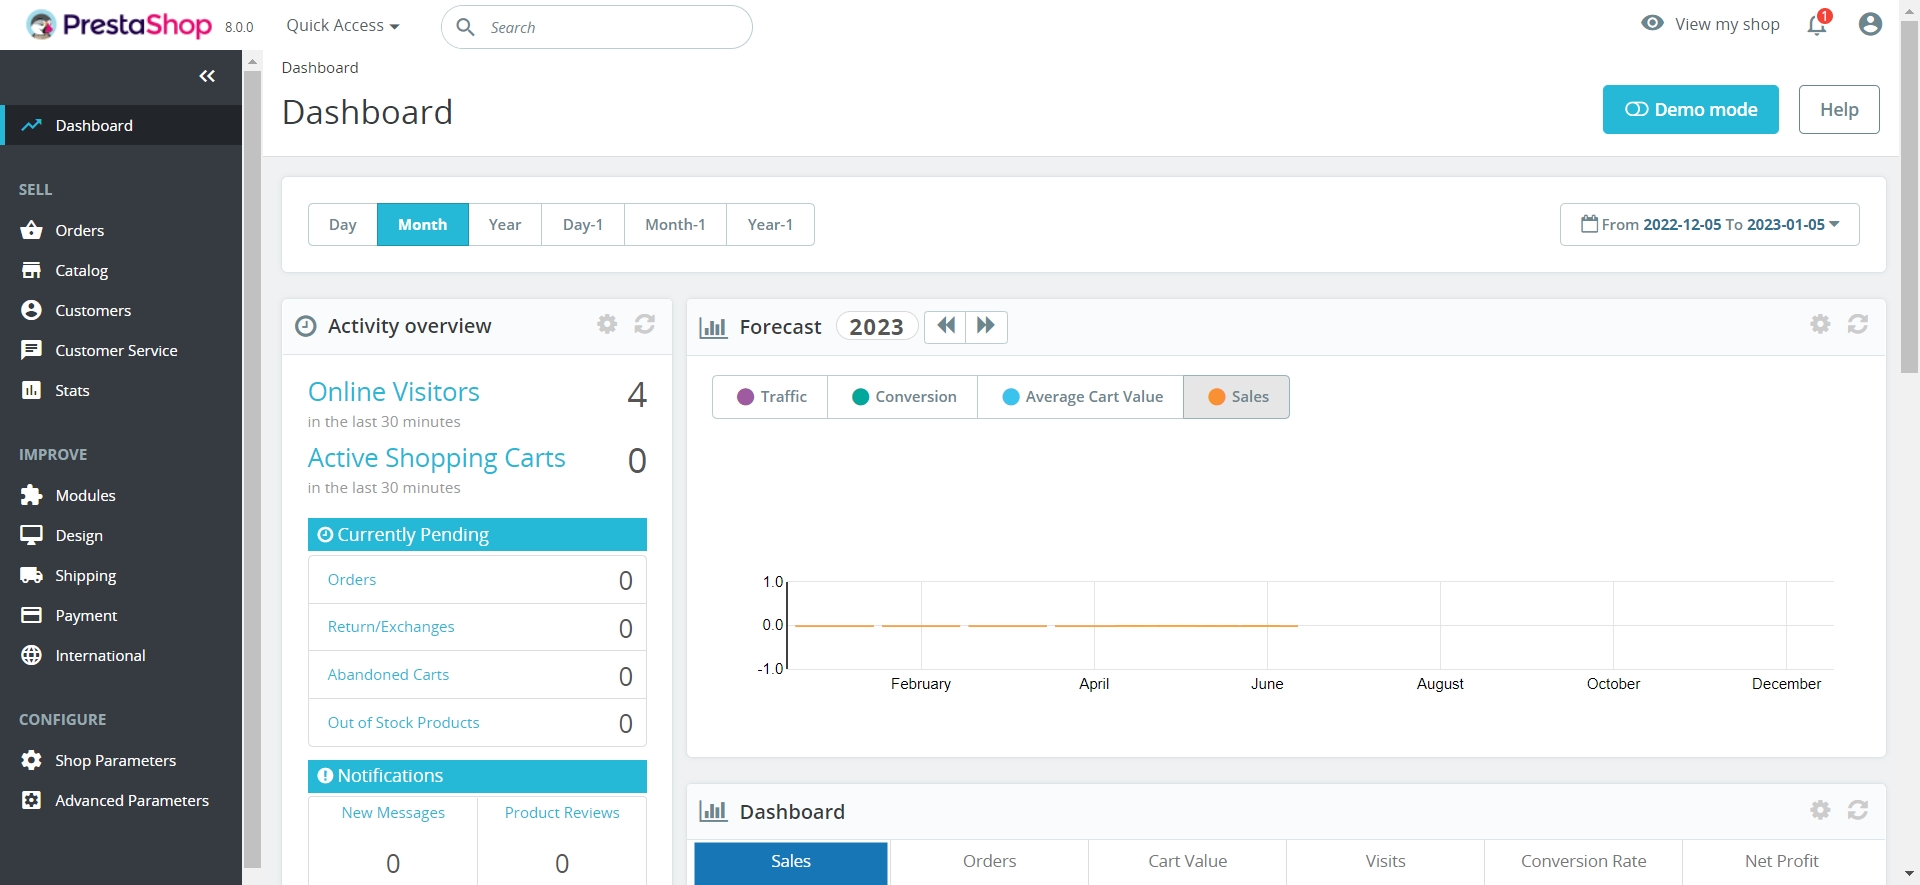 PrestaShop 8.0.0
Quick Access
Search
View my shop
1
Dashboard
Dashboard
Demo mode
Help
Dashboard
SELL
Orders
Catalog
Customers
Customer Service
Stats
IMPROVE
Modules
Design
Shipping
Payment
International
CONFIGURE
Shop Parameters
Advanced Parameters
Day Month Year Day-1 Month-1 Year-1
From 2022-12-05 To 2023-01-05
Activity overview
Online Visitors 4
in the last 30 minutes
Active Shopping Carts 0
in the last 30 minutes
Currently Pending
Orders 0
Return/Exchanges 0
Abandoned Carts 0
Out of Stock Products 0
Notifications
New Messages Product Reviews
0 0
Forecast 2023
Traffic Conversion Average Cart Value Sales
1.0
0.0
-1.0
February April June August October December
Dashboard
Sales Orders Cart Value Visits Conversion Rate Net Profit